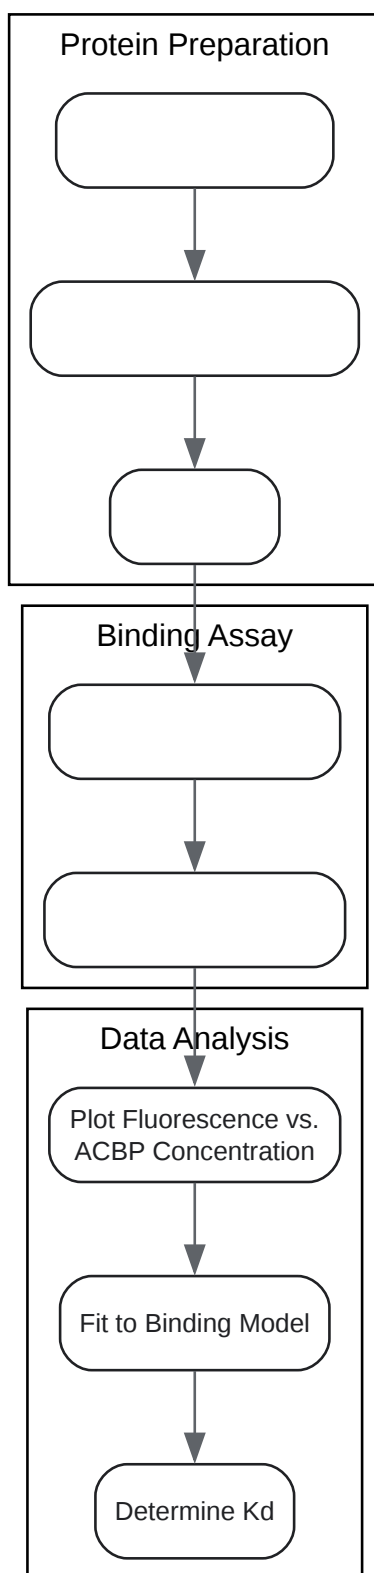 Protein Preparation
Binding Assay
Data Analysis
Plot Fluorescence vs.
ACBP Concentration
Fit to Binding Model
Determine Kd